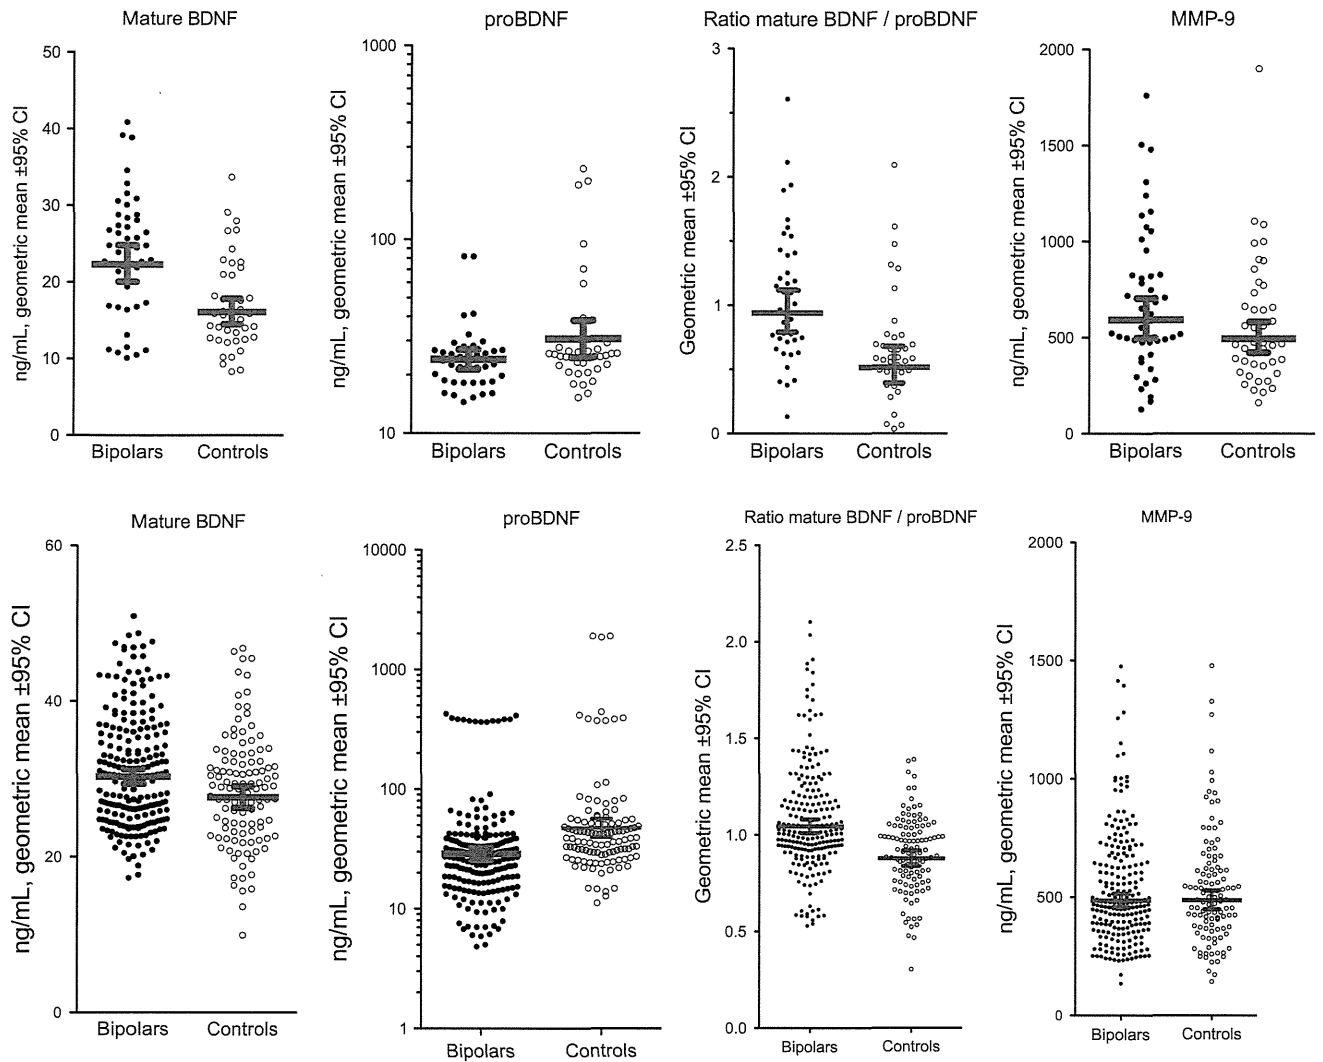 Mature BDNF
ng/mL, geometric mean ±95% CI
50
40
30
20
10
0
Bipolars Controls
proBDNF
ng/mL, geometric mean ±95% CI
1000
100
10
Bipolars Controls
Ratio mature BDNF / proBDNF
Geometric mean ±95% CI
3
2
1
0
Bipolars Controls
MMP-9
ng/mL, geometric mean ±95% CI
2000
1500
1000
500
0
Bipolars Controls
Mature BDNF
ng/mL, geometric mean ±95% CI
60
40
20
0
Bipolars Controls
proBDNF
ng/mL, geometric mean ±95% CI
10000
1000
100
10
1
Bipolars Controls
Ratio mature BDNF / proBDNF
Geometric mean ±95% CI
2.5
2.0
1.5
1.0
0.5
0.0
Bipolars Controls
MMP-9
ng/mL, geometric mean ±95% CI
2000
1500
1000
500
0
Bipolars Controls